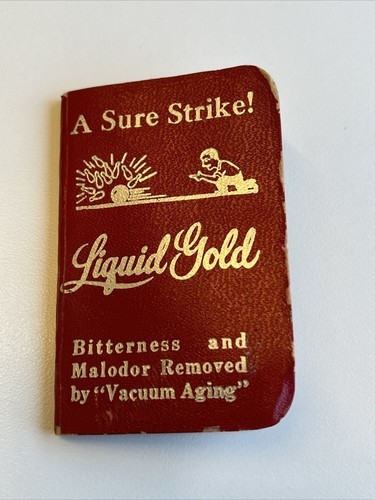 A Sure Strike!
Liquid Gold
Bitterness and
Malodor Removed
by "Vacuum Aging"